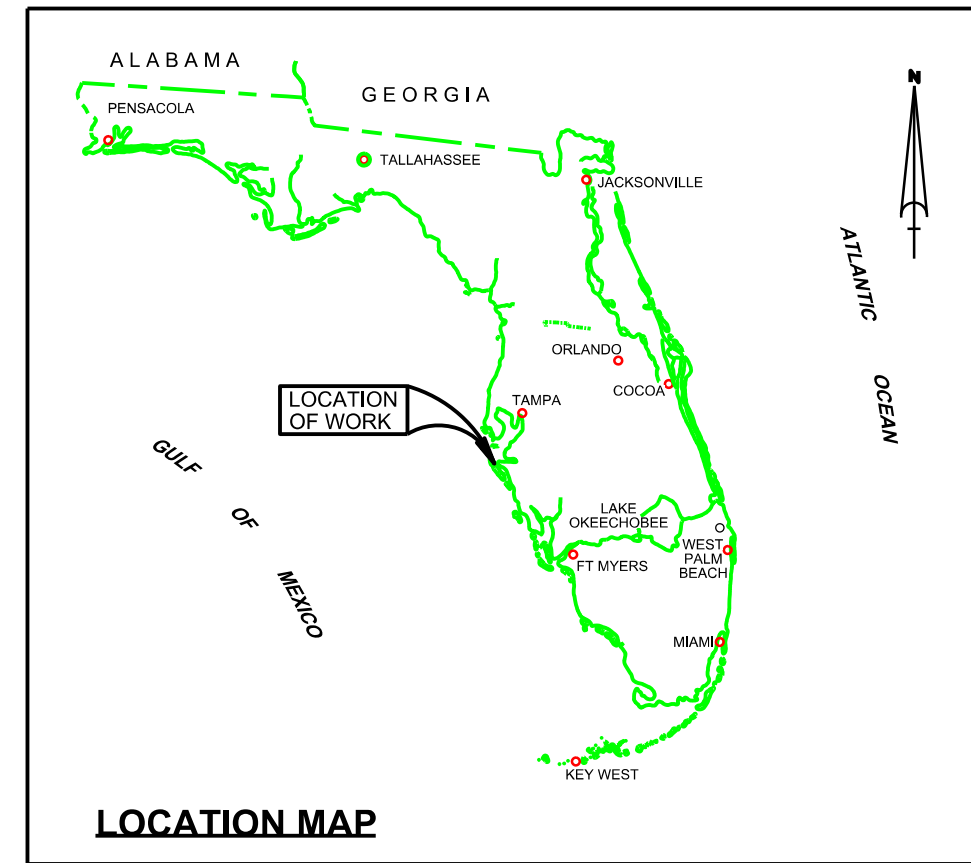 ALABAMA
GEORGIA
N
PENSACOLA
TALLAHASSEE
JACKSONVILLE
ATLANTIC
OCEAN
ORLANDO
COCOA
TAMPA
LOCATION
OF WORK
GULF
OF
MEXICO
LAKE
OKEECHOBEE
WEST
PALM
BEACH
FT MYERS
MIAMI
KEY WEST
LOCATION MAP